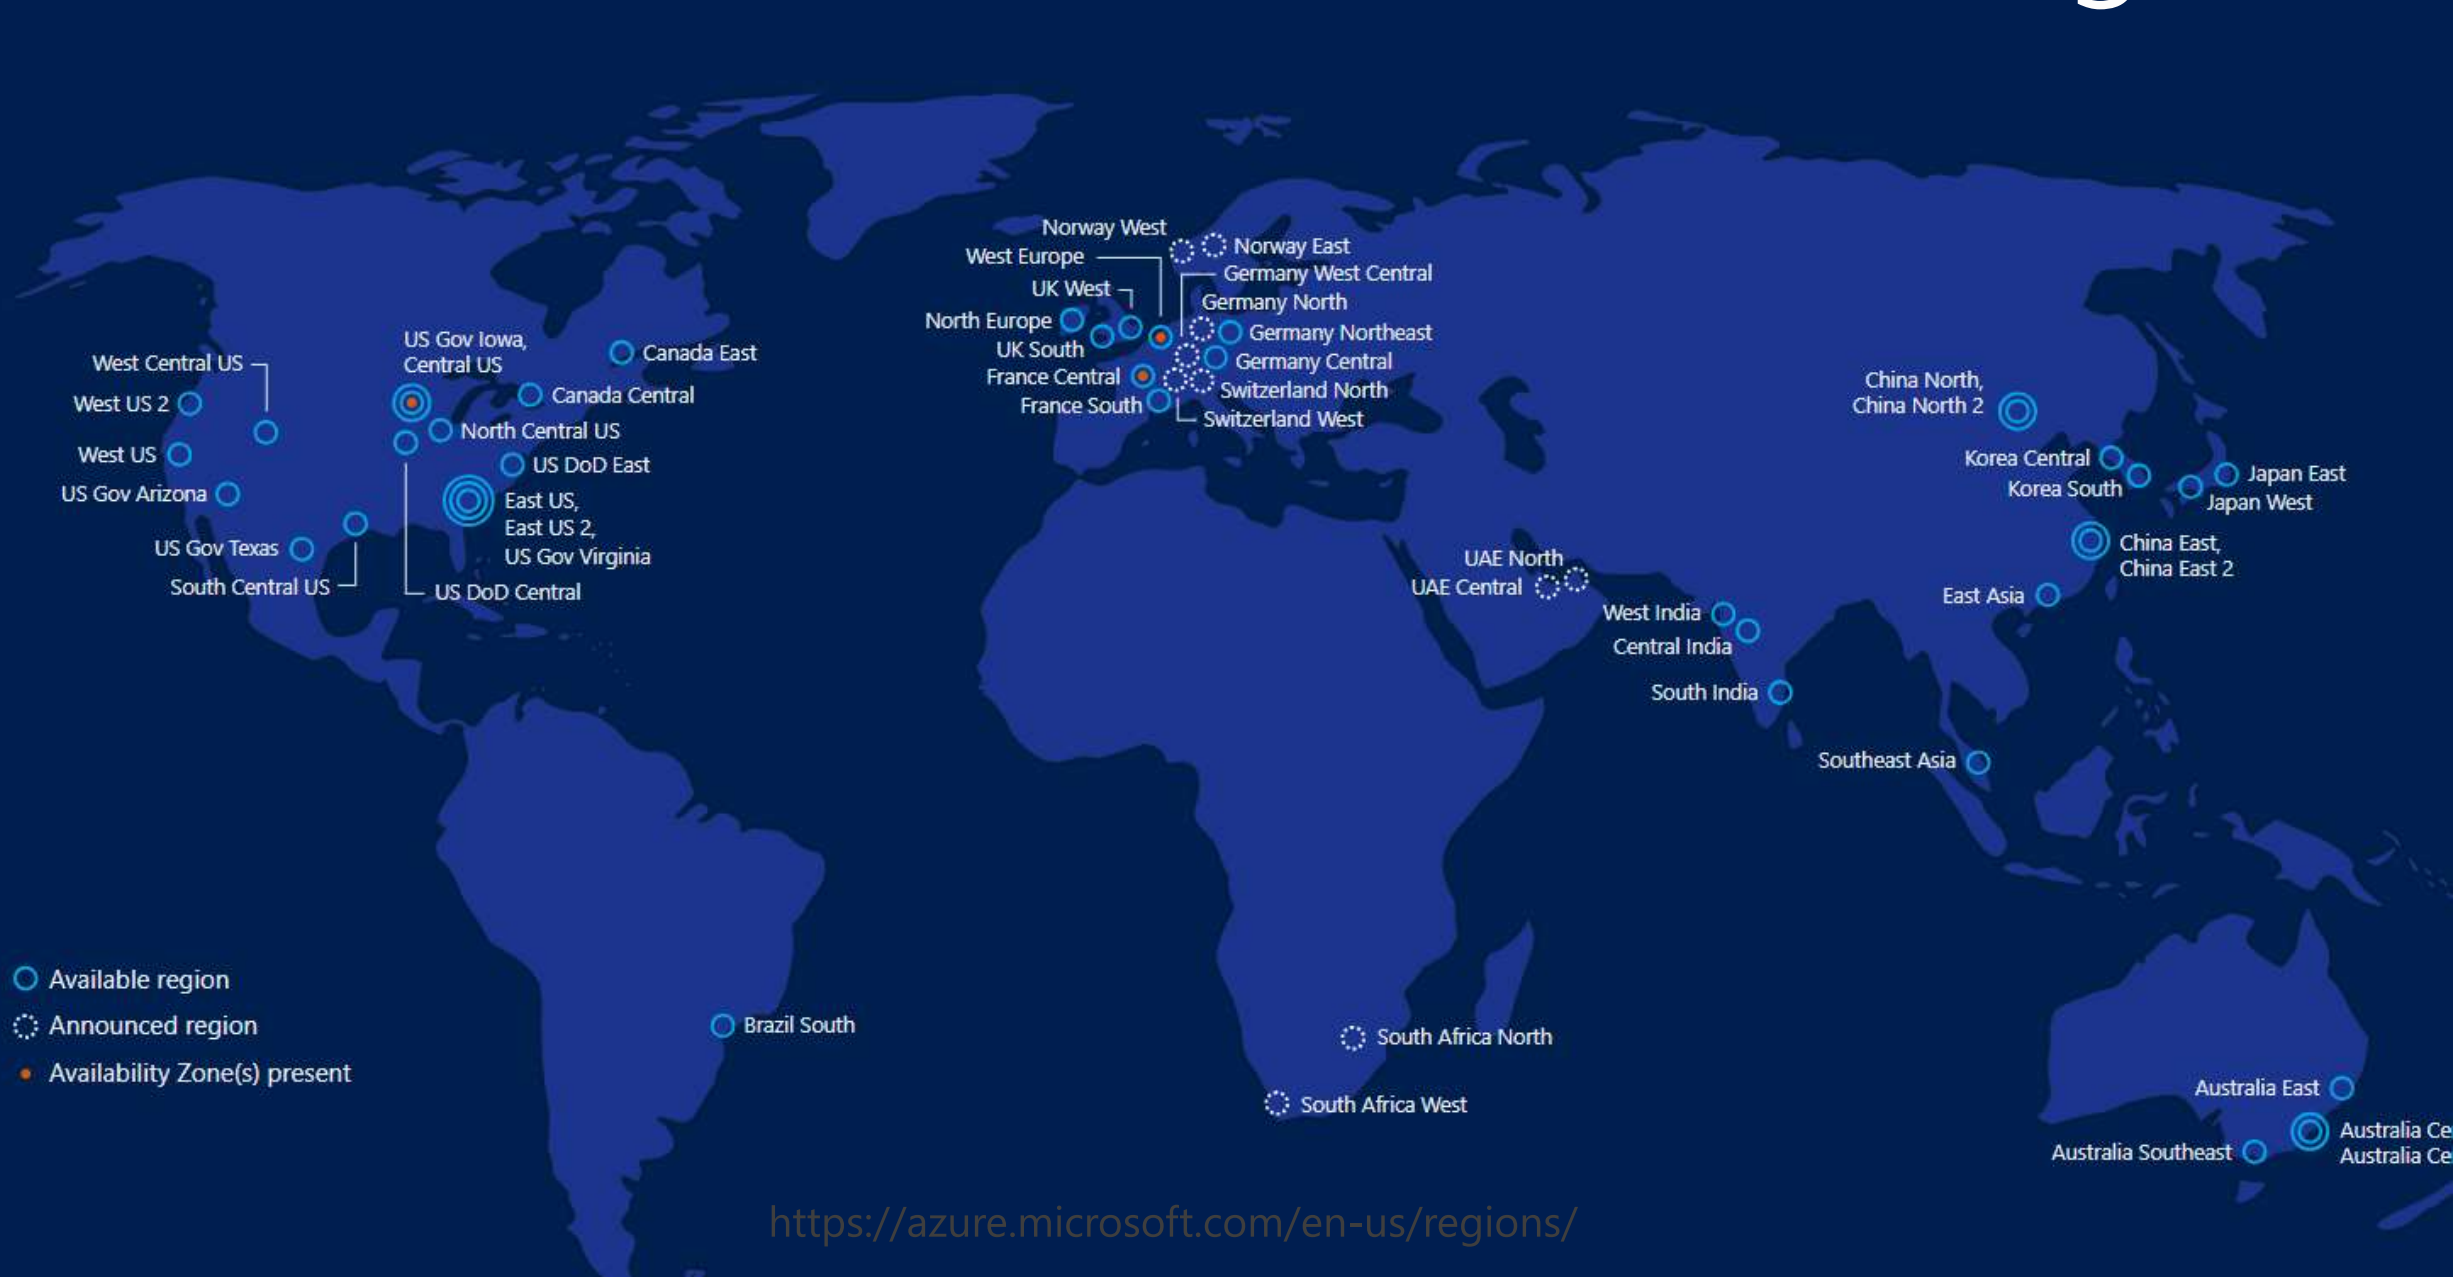 Norway West
Norway East
West Europe
Germany West Central
UK West
Germany North
North Europe
Germany Northeast
UK South
Germany Central
France Central
Switzerland North
France South
Switzerland West
US Gov Iowa,
Central US
Canada East
West Central US
Canada Central
West US 2
North Central US
West US
US DoD East
US Gov Arizona
East US,
East US 2,
US Gov Virginia
US Gov Texas
South Central US
US DoD Central
China North,
China North 2
Korea Central
Korea South
Japan East
Japan West
China East,
China East 2
East Asia
UAE North
UAE Central
West India
Central India
South India
Southeast Asia
Available region
Announced region
Availability Zone(s) present
Brazil South
South Africa North
South Africa West
Australia East
Australia Ce
Australia Ce
Australia Southeast
https://azure.microsoft.com/en-us/regions/